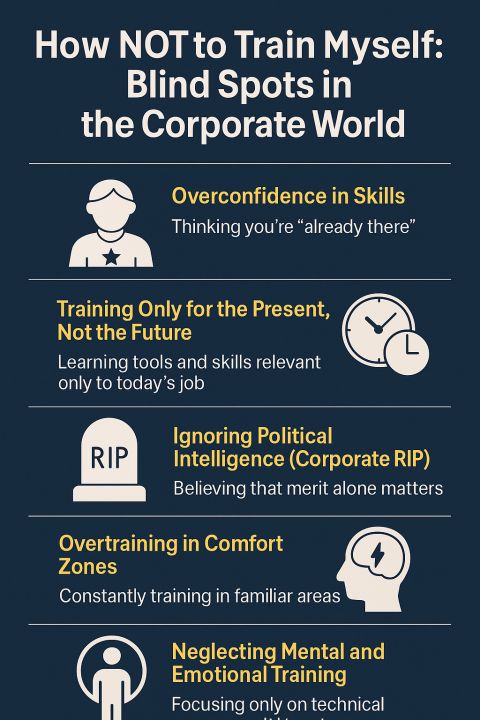 How NOT to Train Myself:
Blind Spots in
the Corporate World
Overconfidence in Skills
Thinking you’re “already there”
Training Only for the Present,
Not the Future
Learning tools and skills relevant
only to today’s job
RIP
Ignoring Political
Intelligence (Corporate RIP)
Believing that merit alone matters
Overtraining in Comfort
Zones
Constantly training in familiar areas
Neglecting Mental and
Emotional Training
Focusing only on technical